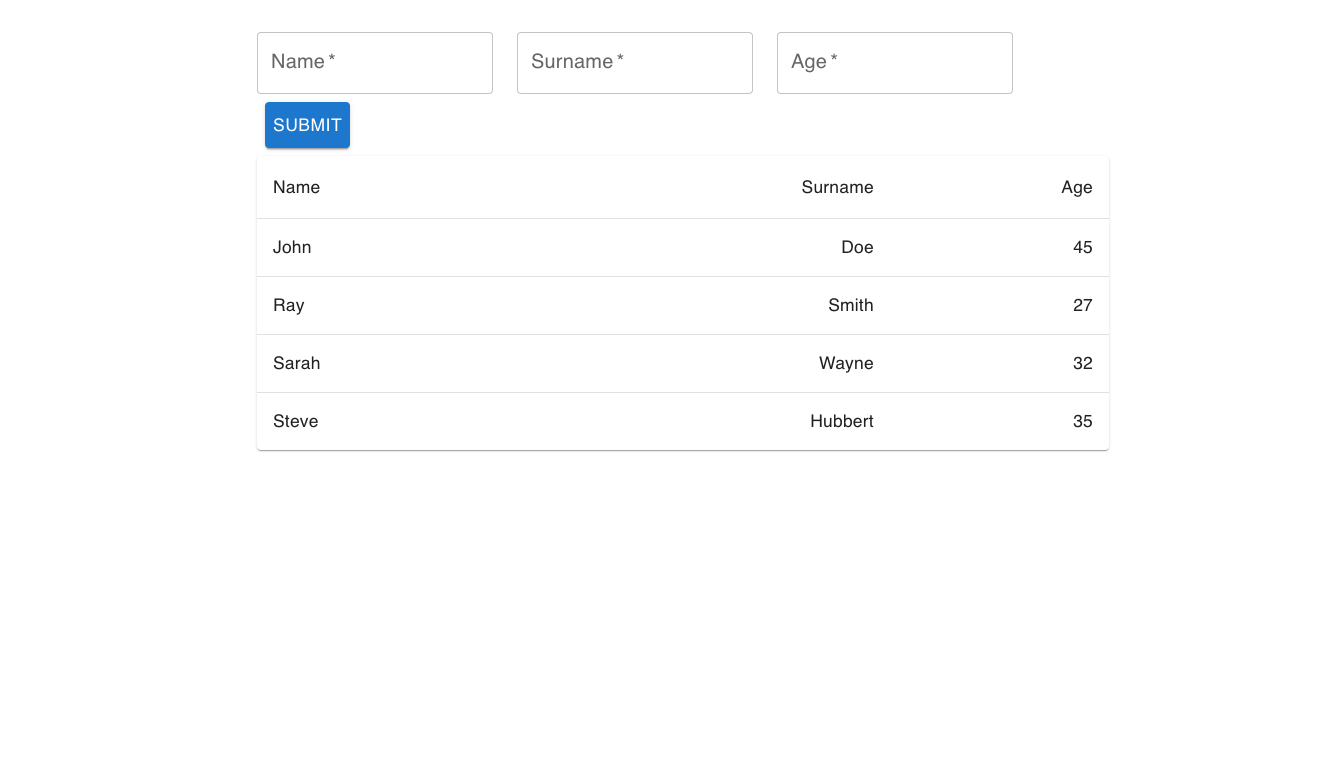 Name * Surname * Age *
SUBMIT
Name Surname Age
John Doe 45
Ray Smith 27
Sarah Wayne 32
Steve Hubbert 35